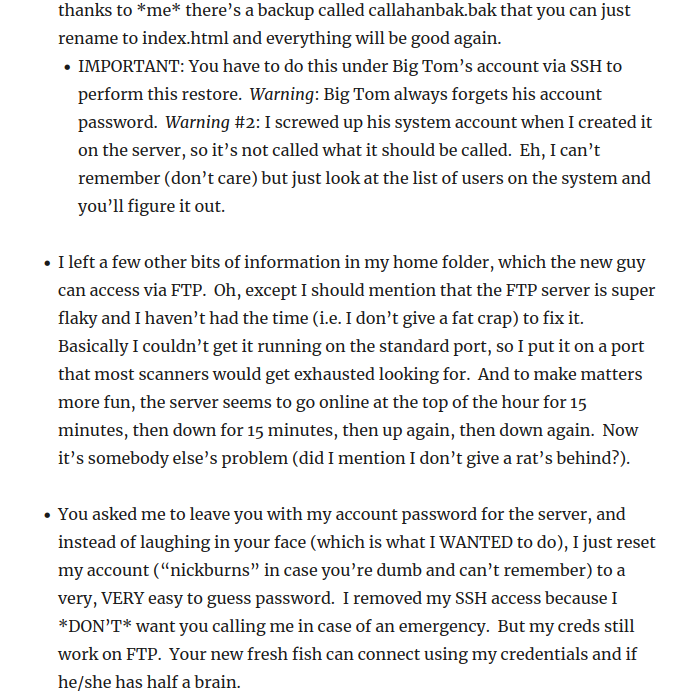 thanks to *me* there’s a backup called callahanbak.bak that you can just
rename to index.html and everything will be good again.
• IMPORTANT: You have to do this under Big Tom’s account via SSH to
perform this restore.  Warning: Big Tom always forgets his account
password.  Warning #2: I screwed up his system account when I created it
on the server, so it’s not called what it should be called.  Eh, I can’t
remember (don’t care) but just look at the list of users on the system and
you’ll figure it out.
• I left a few other bits of information in my home folder, which the new guy
can access via FTP.  Oh, except I should mention that the FTP server is super
flaky and I haven’t had the time (i.e. I don’t give a fat crap) to fix it.
Basically I couldn’t get it running on the standard port, so I put it on a port
that most scanners would get exhausted looking for.  And to make matters
more fun, the server seems to go online at the top of the hour for 15
minutes, then down for 15 minutes, then up again, then down again.  Now
it’s somebody else’s problem (did I mention I don’t give a rat’s behind?).
• You asked me to leave you with my account password for the server, and
instead of laughing in your face (which is what I WANTED to do), I just reset
my account (“nickburns” in case you’re dumb and can’t remember) to a
very, VERY easy to guess password.  I removed my SSH access because I
*DON’T* want you calling me in case of an emergency.  But my creds still
work on FTP.  Your new fresh fish can connect using my credentials and if
he/she has half a brain.